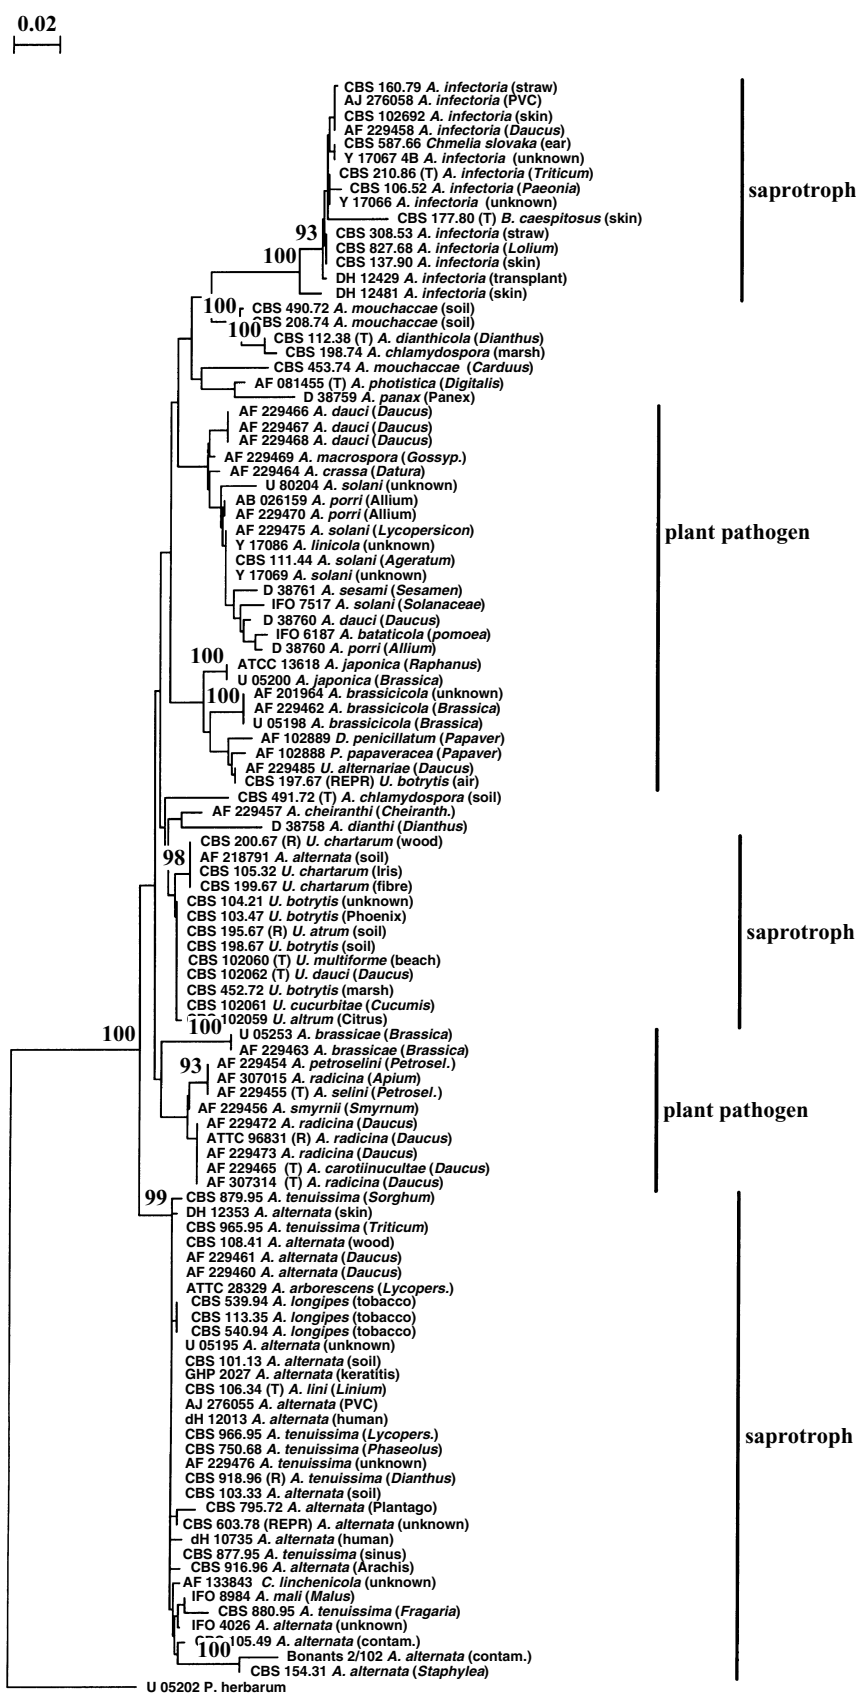 0.02
CBS 160.79 A. infectoria (straw)
AJ 276058 A. infectoria (PVC)
CBS 102692 A. infectoria (skin)
AF 229458 A. infectoria (Daucus)
CBS 587.66 Chmelia slovaka (ear)
Y 17067 4B A. infectoria (unknown)
CBS 210.86 (T) A. infectoria (Triticum)
CBS 106.52 A. infectoria (Paeonia)
saprotroph
Y 17066 A. infectoria (unknown)
CBS 177.80 (T) B. caespitosus (skin)
93
CBS 308.53 A. infectoria (straw)
CBS 827.68 A. infectoria (Lolium)
100
CBS 137.90 A. infectoria (skin)
DH 12429 A. infectoria (transplant)
DH 12481 A. infectoria (skin)
100
CBS 490.72 A. mouchaccae (soil)
CBS 208.74 A. mouchaccae (soil)
100
CBS 112.38 (T) A. dianthicola (Dianthus)
CBS 198.74 A. chlamydospora (marsh)
CBS 453.74 A. mouchaccae (Carduus)
AF 081455 (T) A. photistica (Digitalis)
D 38759 A. panax (Panex)
AF 229466 A. dauci (Daucus)
AF 229467 A. dauci (Daucus)
AF 229468 A. dauci (Daucus)
AF 229469 A. macrospora (Gossyp.)
AF 229464 A. crassa (Datura)
U 80204 A. solani (unknown)
AB 026159 A. porri (Allium)
AF 229470 A. porri (Allium)
AF 229475 A. solani (Lycopersicon)
plant pathogen
Y 17086 A. linicola (unknown)
CBS 111.44 A. solani (Ageratum)
Y 17069 A. solani (unknown)
D 38761 A. sesami (Sesamen)
IFO 7517 A. solani (Solanaceae)
D 38760 A. dauci (Daucus)
IFO 6187 A. bataticola (pomoea)
D 38760 A. porri (Allium)
100
ATCC 13618 A. japonica (Raphanus)
U 05200 A. japonica (Brassica)
100
AF 201964 A. brassicicola (unknown)
AF 229462 A. brassicicola (Brassica)
U 05198 A. brassicicola (Brassica)
AF 102889 D. penicillatum (Papaver)
AF 102888 P. papaveracea (Papaver)
AF 229485 U. alternariae (Daucus)
CBS 197.67 (REPR) U. botrytis (air)
CBS 491.72 (T) A. chlamydospora (soil)
AF 229457 A. cheiranthi (Cheiranth.)
D 38758 A. dianthi (Dianthus)
CBS 200.67 (R) U. chartarum (wood)
98
AF 218791 A. alternata (soil)
CBS 105.32 U. chartarum (Iris)
CBS 199.67 U. chartarum (fibre)
CBS 104.21 U. botrytis (unknown)
CBS 103.47 U. botrytis (Phoenix)
CBS 195.67 (R) U. atrum (soil)
saprotroph
CBS 198.67 U. botrytis (soil)
CBS 102060 (T) U. multiforme (beach)
CBS 102062 (T) U. dauci (Daucus)
CBS 452.72 U. botrytis (marsh)
CBS 102061 U. cucurbitae (Cucumis)
102059 U. altrum (Citrus)
100
100
U 05253 A. brassicae (Brassica)
AF 229463 A. brassicae (Brassica)
93
AF 229454 A. petroselini (Petrosel.)
AF 307015 A. radicina (Apium)
AF 229455 (T) A. selini (Petrosel.)
AF 229456 A. smyrnii (Smyrnum)
plant pathogen
AF 229472 A. radicina (Daucus)
ATTC 96831 (R) A. radicina (Daucus)
AF 229473 A. radicina (Daucus)
AF 229465 (T) A. carotiinucultae (Daucus)
AF 307314 (T) A. radicina (Daucus)
99
CBS 879.95 A. tenuissima (Sorghum)
DH 12353 A. alternata (skin)
CBS 965.95 A. tenuissima (Triticum)
CBS 108.41 A. alternata (wood)
AF 229461 A. alternata (Daucus)
AF 229460 A. alternata (Daucus)
ATTC 28329 A. arborescens (Lycopers.)
CBS 539.94 A. longipes (tobacco)
CBS 113.35 A. longipes (tobacco)
CBS 540.94 A. longipes (tobacco)
U 05195 A. alternata (unknown)
CBS 101.13 A. alternata (soil)
GHP 2027 A. alternata (keratitis)
CBS 106.34 (T) A. lini (Linium)
AJ 276055 A. alternata (PVC)
dH 12013 A. alternata (human)
CBS 966.95 A. tenuissima (Lycopers.)
saprotroph
CBS 750.68 A. tenuissima (Phaseolus)
AF 229476 A. tenuissima (unknown)
CBS 918.96 (R) A. tenuissima (Dianthus)
CBS 103.33 A. alternata (soil)
CBS 795.72 A. alternata (Plantago)
CBS 603.78 (REPR) A. alternata (unknown)
dH 10735 A. alternata (human)
CBS 877.95 A. tenuissima (sinus)
CBS 916.96 A. alternata (Arachis)
AF 133843 C. linchenicola (unknown)
IFO 8984 A. mali (Malus)
CBS 880.95 A. tenuissima (Fragaria)
IFO 4026 A. alternata (unknown)
105.49 A. alternata (contam.)
100
Bonants 2/102 A. alternata (contam.)
CBS 154.31 A. alternata (Staphylea)
U 05202 P. herbarum